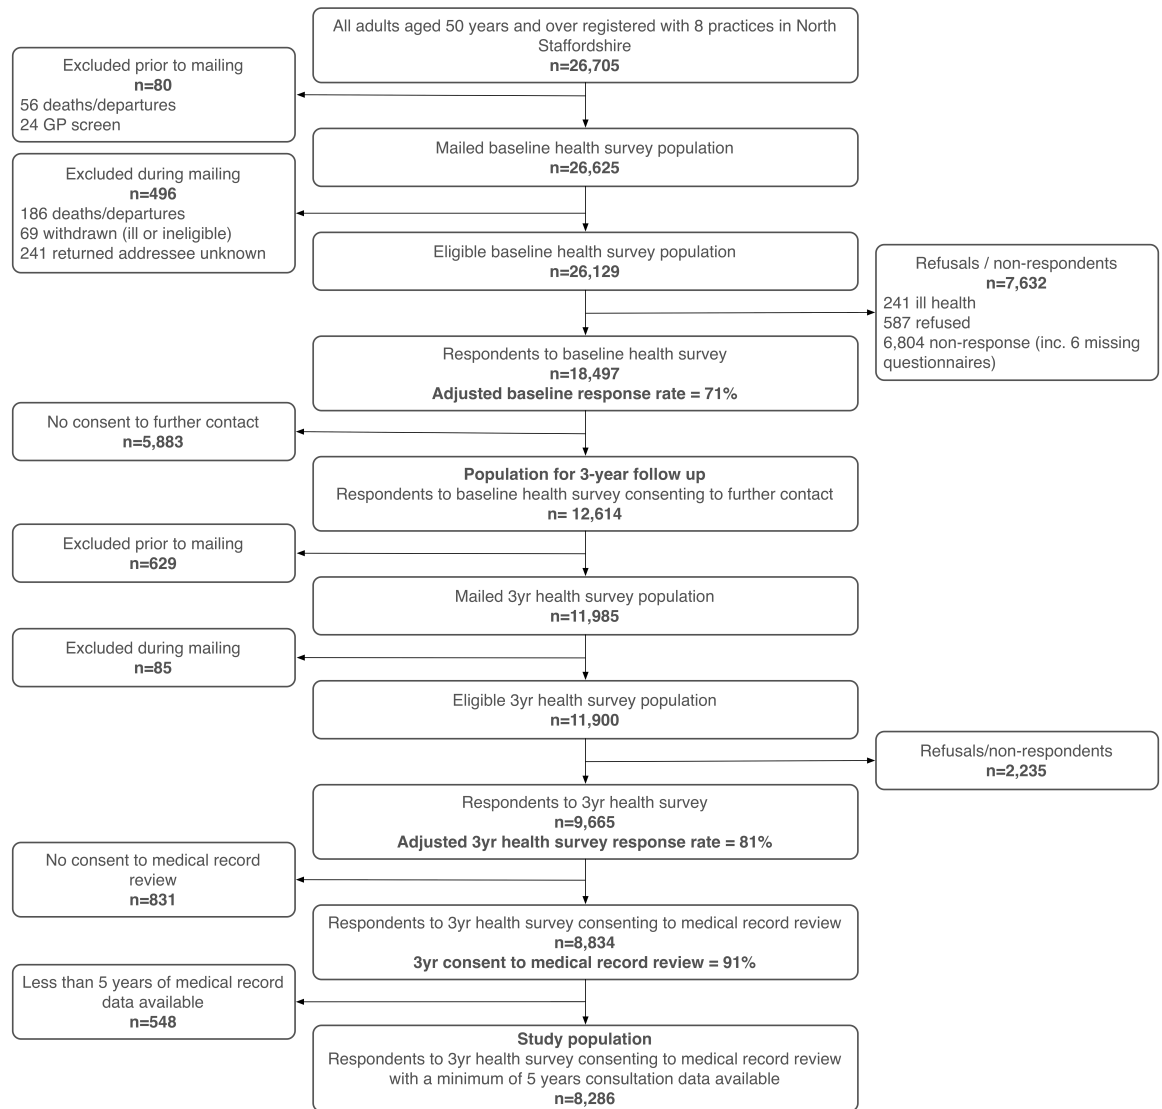 All adults aged 50 years and over registered with 8 practices in North
Staffordshire
n=26,705
Excluded prior to mailing
n=80
56 deaths/departures
24 GP screen
Mailed baseline health survey population
n=26,625
Excluded during mailing
n=496
186 deaths/departures
69 withdrawn (ill or ineligible)
241 returned addressee unknown
Eligible baseline health survey population
n=26,129
Refusals / non-respondents
n=7,632
241 ill health
587 refused
6,804 non-response (inc. 6 missing
questionnaires)
Respondents to baseline health survey
n=18,497
Adjusted baseline response rate = 71%
No consent to further contact
n=5,883
Population for 3-year follow up
Respondents to baseline health survey consenting to further contact
n= 12,614
Excluded prior to mailing
n=629
Mailed 3yr health survey population
n=11,985
Excluded during mailing
n=85
Eligible 3yr health survey population
n=11,900
Refusals/non-respondents
n=2,235
Respondents to 3yr health survey
n=9,665
Adjusted 3yr health survey response rate = 81%
No consent to medical record
review
n=831
Respondents to 3yr health survey consenting to medical record review
n=8,834
3yr consent to medical record review = 91%
Less than 5 years of medical record
data available
n=548
Study population
Respondents to 3yr health survey consenting to medical record review
with a minimum of 5 years consultation data available
n=8,286